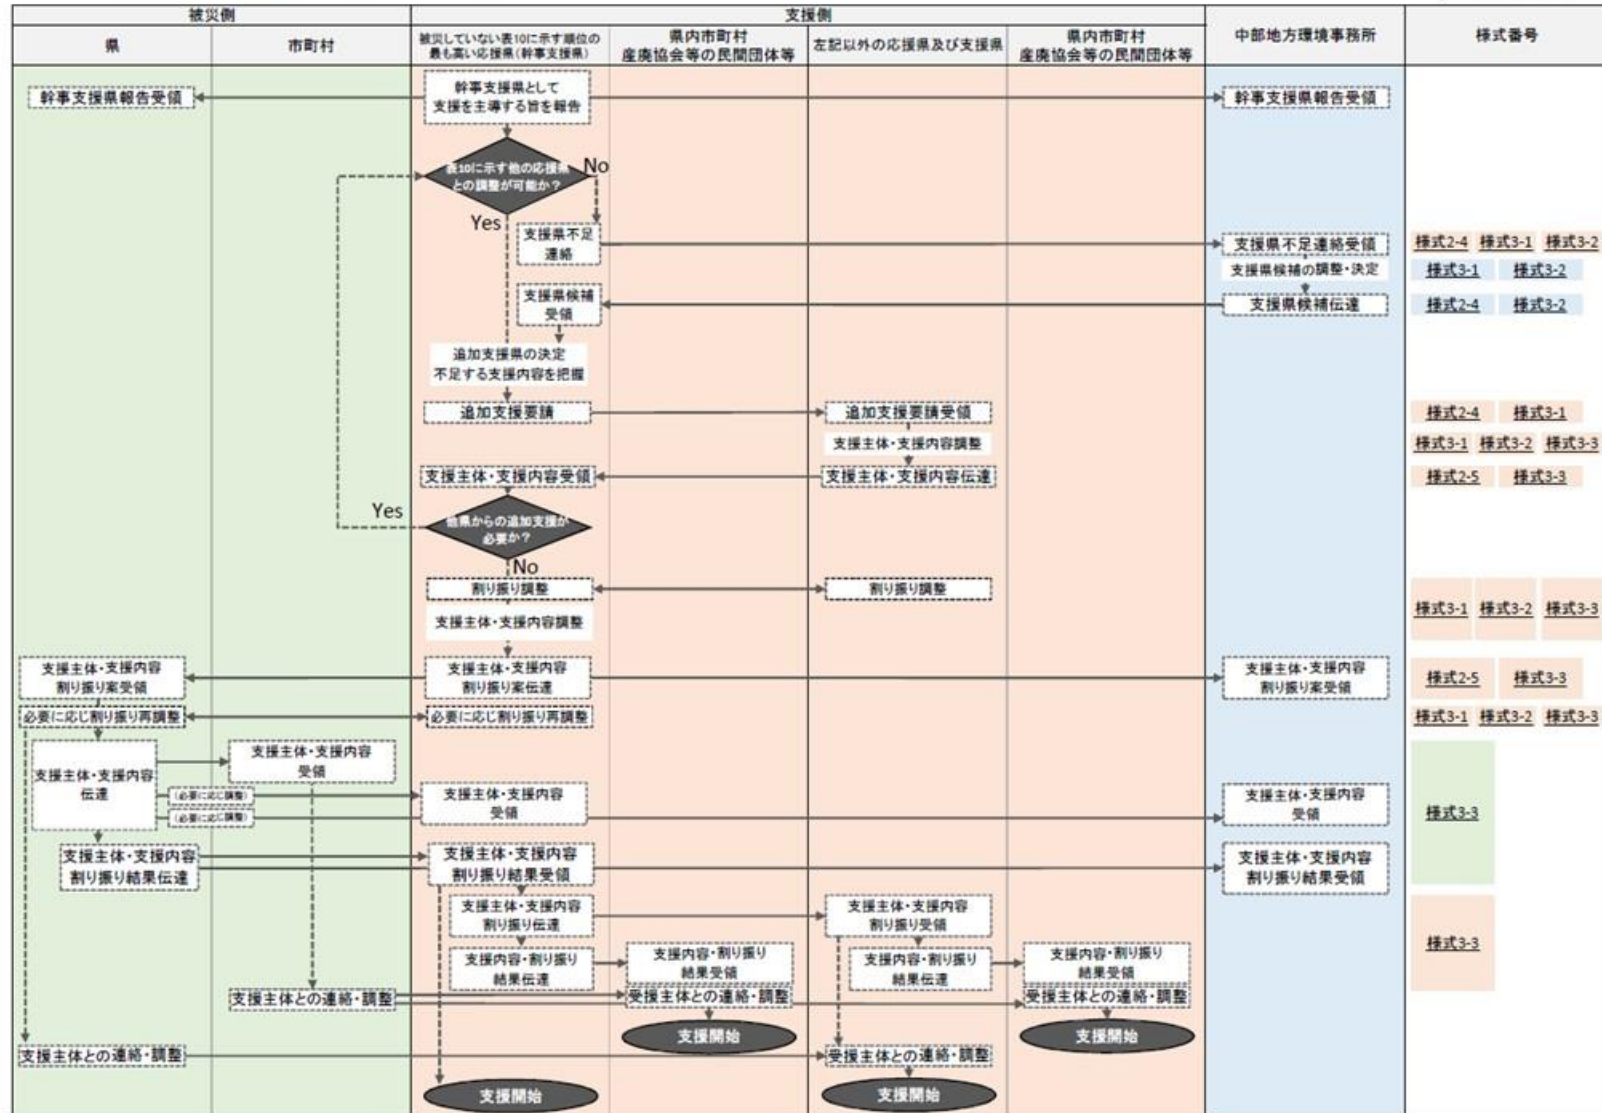 被災側
支援側
県
市町村
被災していない表10に示す順位の
最も高い応援県(幹事支援県)
県内市町村
産廃協会等の民間団体等
左記以外の応援県及び支援県
県内市町村
産廃協会等の民間団体等
中部地方環境事務所
様式番号
幹事支援県報告受領
幹事支援県として
支援を主導する旨を報告
幹事支援県報告受領
表10に示す他の応援県
との調整が可能か?
No
Yes
支援県不足
連絡
支援県不足連絡受領
様式2-4 様式3-1 様式3-2
支援県候補の調整・決定
様式3-1 様式3-2
支援県候補
受領
支援県候補伝達
様式2-4 様式3-2
追加支援県の決定
不足する支援内容を把握
追加支援要請
追加支援要請受領
様式2-4 様式3-1
支援主体・支援内容調整
様式3-1 様式3-2 様式3-3
支援主体・支援内容受領
支援主体・支援内容伝達
様式2-5 様式3-3
Yes
他県からの追加支援が
必要か?
No
割り振り調整
割り振り調整
支援主体・支援内容調整
様式3-1 様式3-2 様式3-3
支援主体・支援内容
割り振り案受領
支援主体・支援内容
割り振り案伝達
支援主体・支援内容
割り振り案受領
様式2-5 様式3-3
必要に応じ割り振り再調整
必要に応じ割り振り再調整
様式3-1 様式3-2 様式3-3
支援主体・支援内容
伝達
支援主体・支援内容
受領
(必要に応じ調整)
(必要に応じ調整)
支援主体・支援内容
受領
支援主体・支援内容
受領
様式3-3
支援主体・支援内容
割り振り結果伝達
支援主体・支援内容
割り振り結果受領
支援主体・支援内容
割り振り結果受領
支援主体・支援内容
割り振り伝達
支援主体・支援内容
割り振り受領
様式3-3
支援内容・割り振り
結果伝達
支援内容・割り振り
結果受領
支援内容・割り振り
結果伝達
支援内容・割り振り
結果受領
支援主体との連絡・調整
受援主体との連絡・調整
受援主体との連絡・調整
支援開始
支援開始
支援主体との連絡・調整
受援主体との連絡・調整
支援開始
支援開始